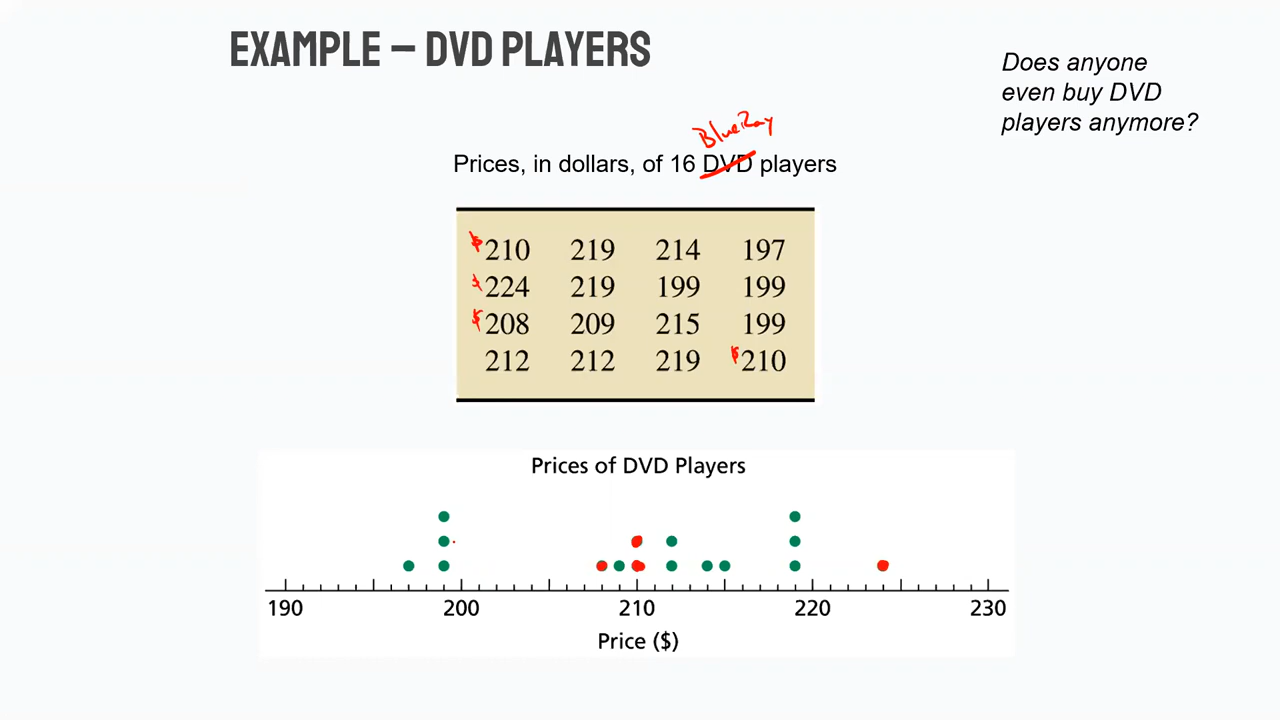 EXAMPLE – DVD PLAYERS
Does anyone
even buy DVD
players anymore?
BlueRay
Prices, in dollars, of 16 DVD players
210 219 214 197
224 219 199 199
208 209 215 199
212 212 219 210
Prices of DVD Players
190 200 210 220 230
Price ($)